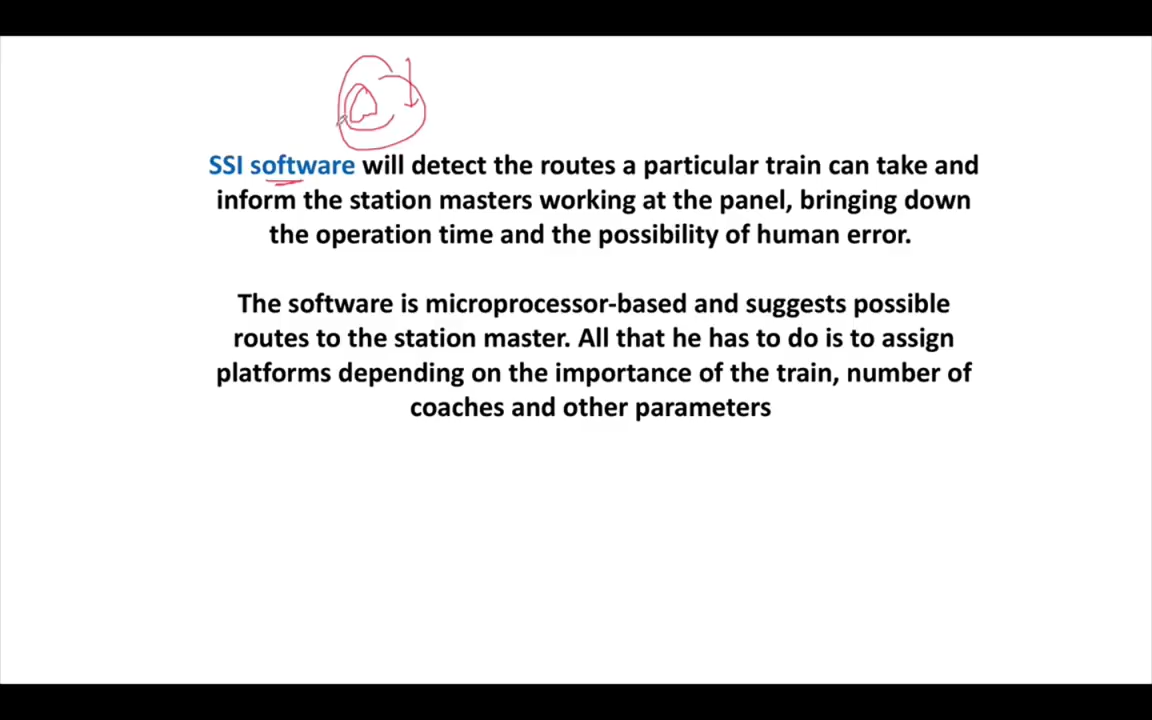 SSI software will detect the routes a particular train can take and
inform the station masters working at the panel, bringing down
the operation time and the possibility of human error.
The software is microprocessor-based and suggests possible
routes to the station master. All that he has to do is to assign
platforms depending on the importance of the train, number of
coaches and other parameters